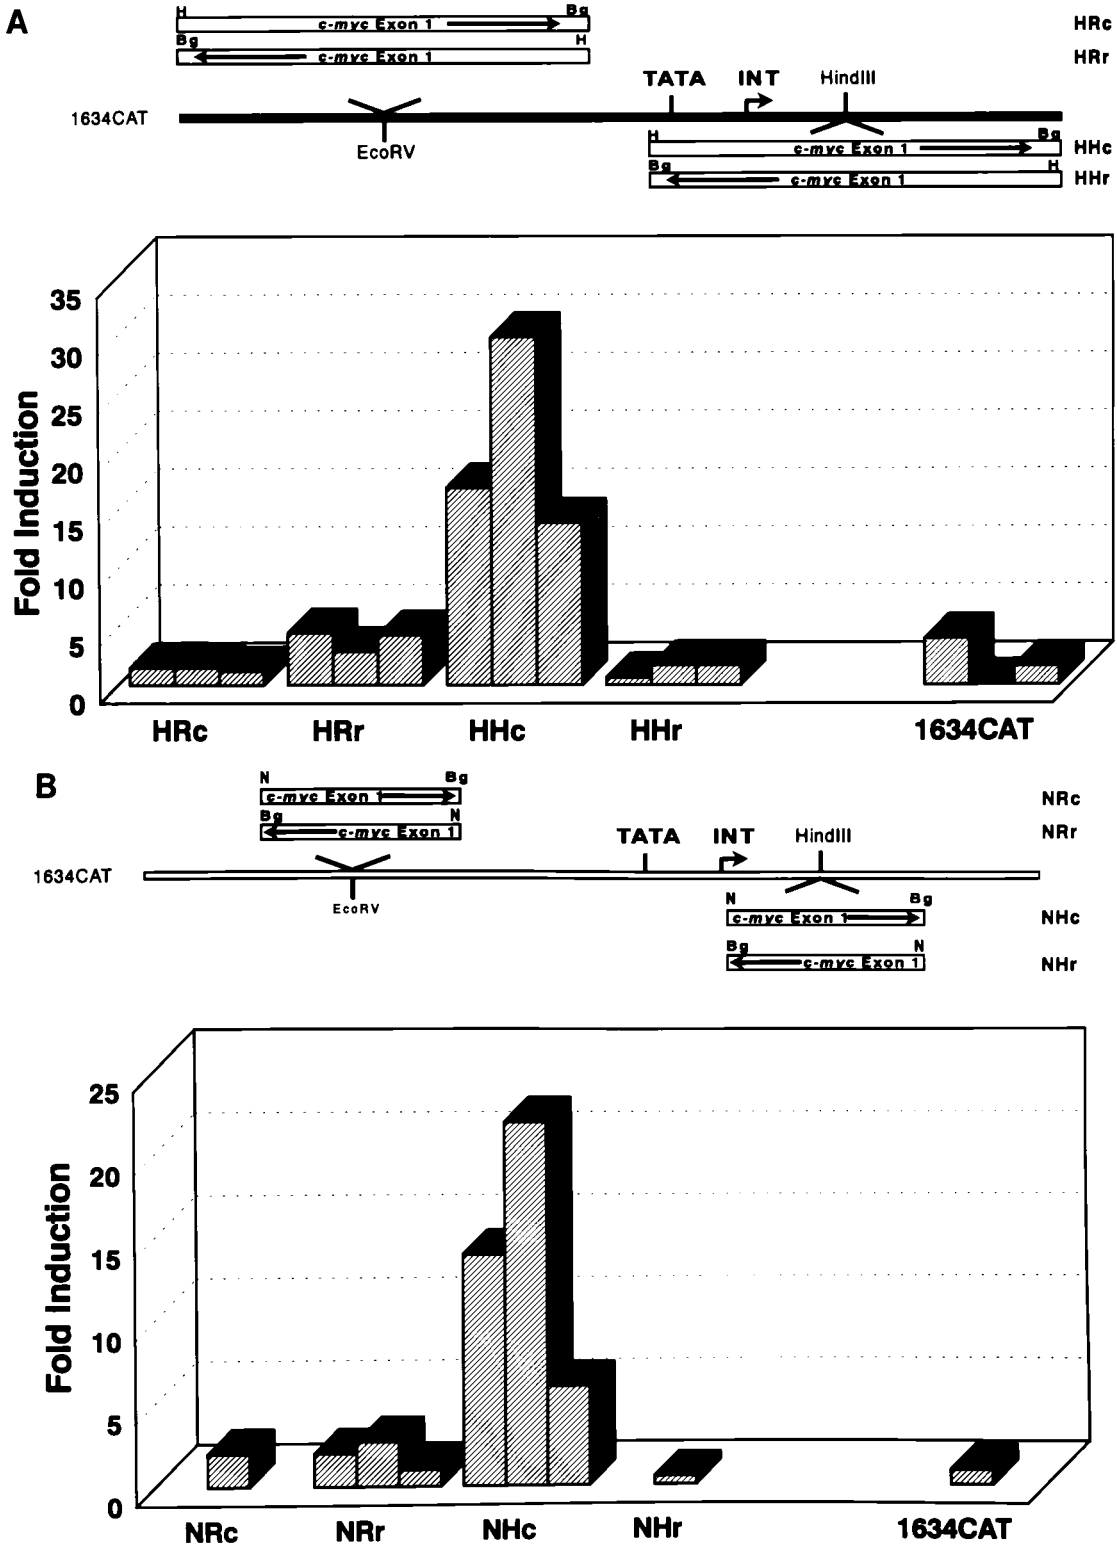 A
H Bg
c-myc Exon 1 HRc
Bg H
c-myc Exon 1 HRr
TATA INT HindIII
1634CAT
EcoRV
H Bg
c-myc Exon 1 HHc
Bg H
c-myc Exon 1 HHr
Fold Induction
35
30
25
20
15
10
5
0
HRc HRr HHc HHr 1634CAT
B
N Bg
c-myc Exon 1 NRc
Bg N
c-myc Exon 1 NRr
TATA INT HindIII
1634CAT
EcoRV
N Bg
c-myc Exon 1 NHc
Bg N
c-myc Exon 1 NHr
Fold Induction
25
20
15
10
5
0
NRc NRr NHc NHr 1634CAT